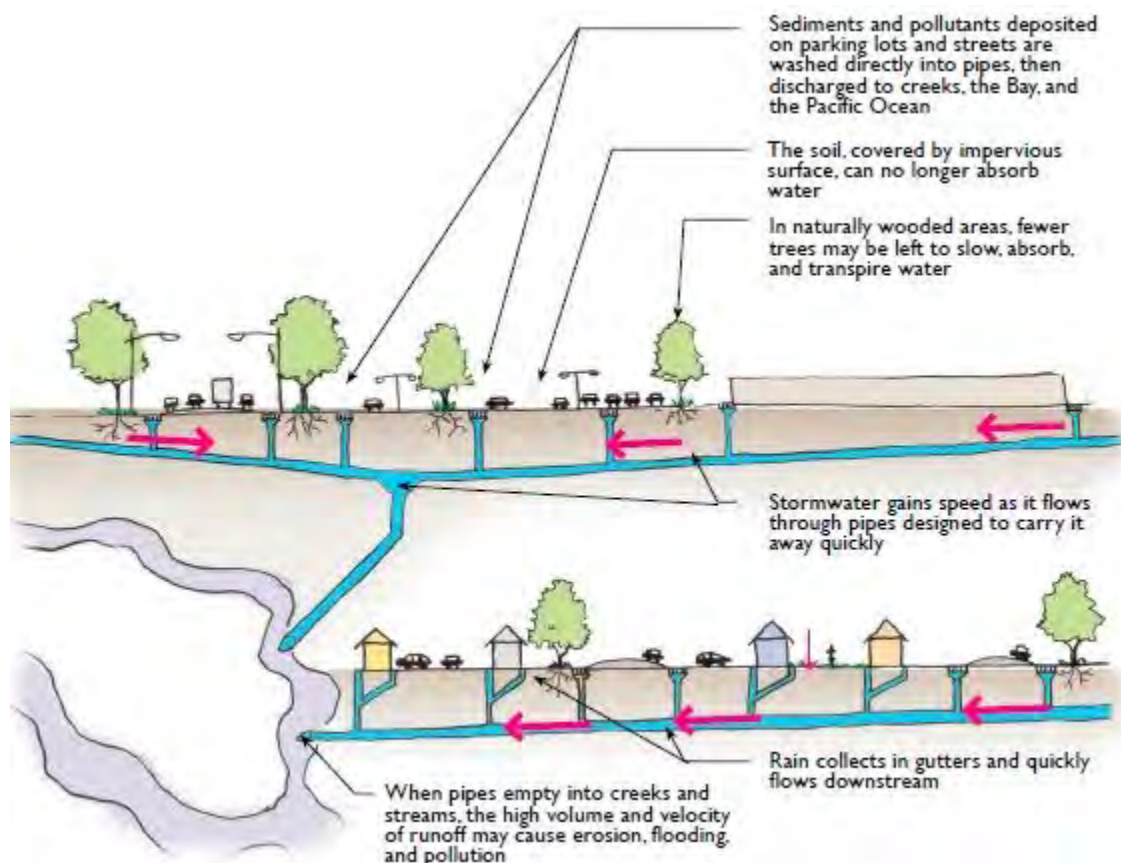 Sediments and pollutants deposited
on parking lots and streets are
washed directly into pipes, then
discharged to creeks, the Bay, and
the Pacific Ocean
The soil, covered by impervious
surface, can no longer absorb
water
In naturally wooded areas, fewer
trees may be left to slow, absorb,
and transpire water
Stormwater gains speed as it flows
through pipes designed to carry it
away quickly
Rain collects in gutters and quickly
flows downstream
When pipes empty into creeks and
streams, the high volume and velocity
of runoff may cause erosion, flooding,
and pollution